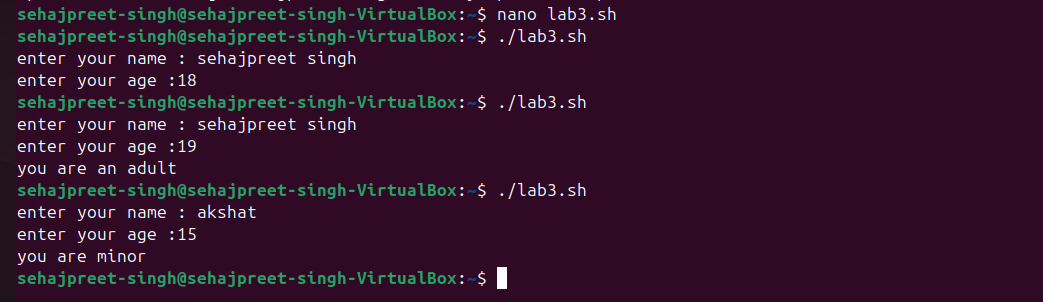 sehajpreet-singh@sehajpreet-singh-VirtualBox:~$ nano lab3.sh
sehajpreet-singh@sehajpreet-singh-VirtualBox:~$ ./lab3.sh
enter your name : sehajpreet singh
enter your age :18
sehajpreet-singh@sehajpreet-singh-VirtualBox:~$ ./lab3.sh
enter your name : sehajpreet singh
enter your age :19
you are an adult
sehajpreet-singh@sehajpreet-singh-VirtualBox:~$ ./lab3.sh
enter your name : akshat
enter your age :15
you are minor
sehajpreet-singh@sehajpreet-singh-VirtualBox:~$